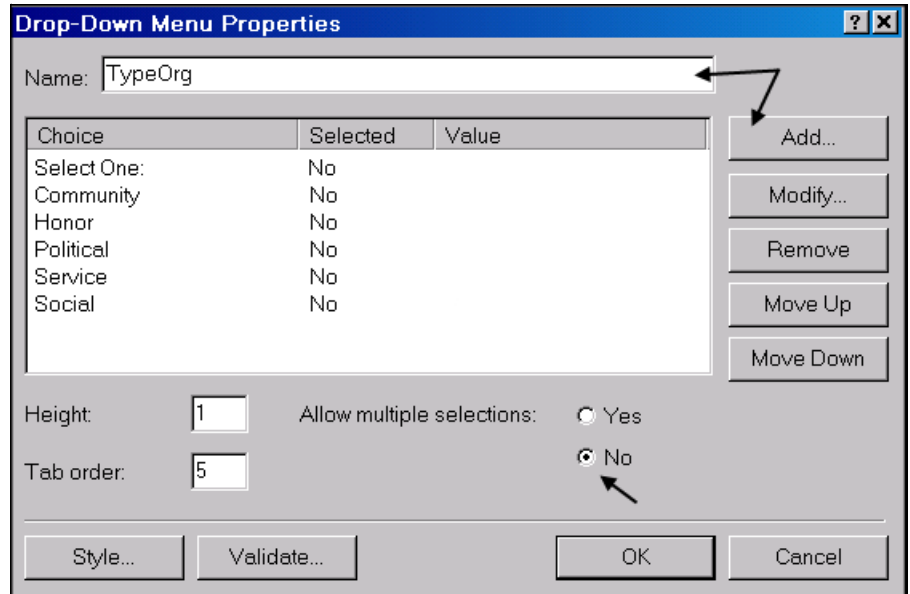 Drop-Down Menu Properties
Name: TypeOrg
Choice Selected Value
Add...
Select One: No
Community No
Modify...
Honor No
Political No
Remove
Service No
Social No
Move Up
Move Down
Height: 1 Allow multiple selections: Yes
Tab order: 5 No
Style... Validate... OK Cancel